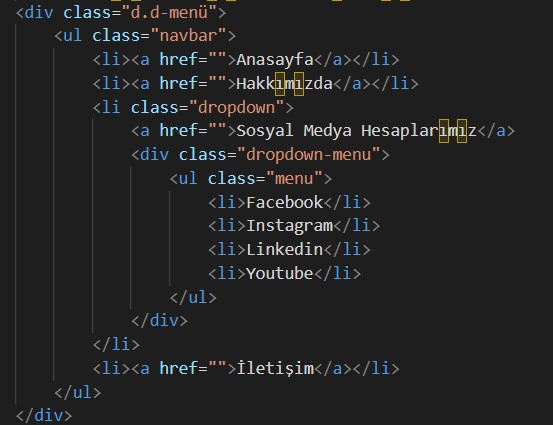 <div class="d.d-menü">
<ul class="navbar">
<li><a href="">Anasayfa</a></li>
<li><a href="">Hakkımızda</a></li>
<li class="dropdown">
<a href="">Sosyal Medya Hesaplarımız</a>
<div class="dropdown-menu">
<ul class="menu">
<li>Facebook</li>
<li>Instagram</li>
<li>Linkedin</li>
<li>Youtube</li>
</ul>
</div>
</li>
<li><a href="">İletişim</a></li>
</ul>
</div>